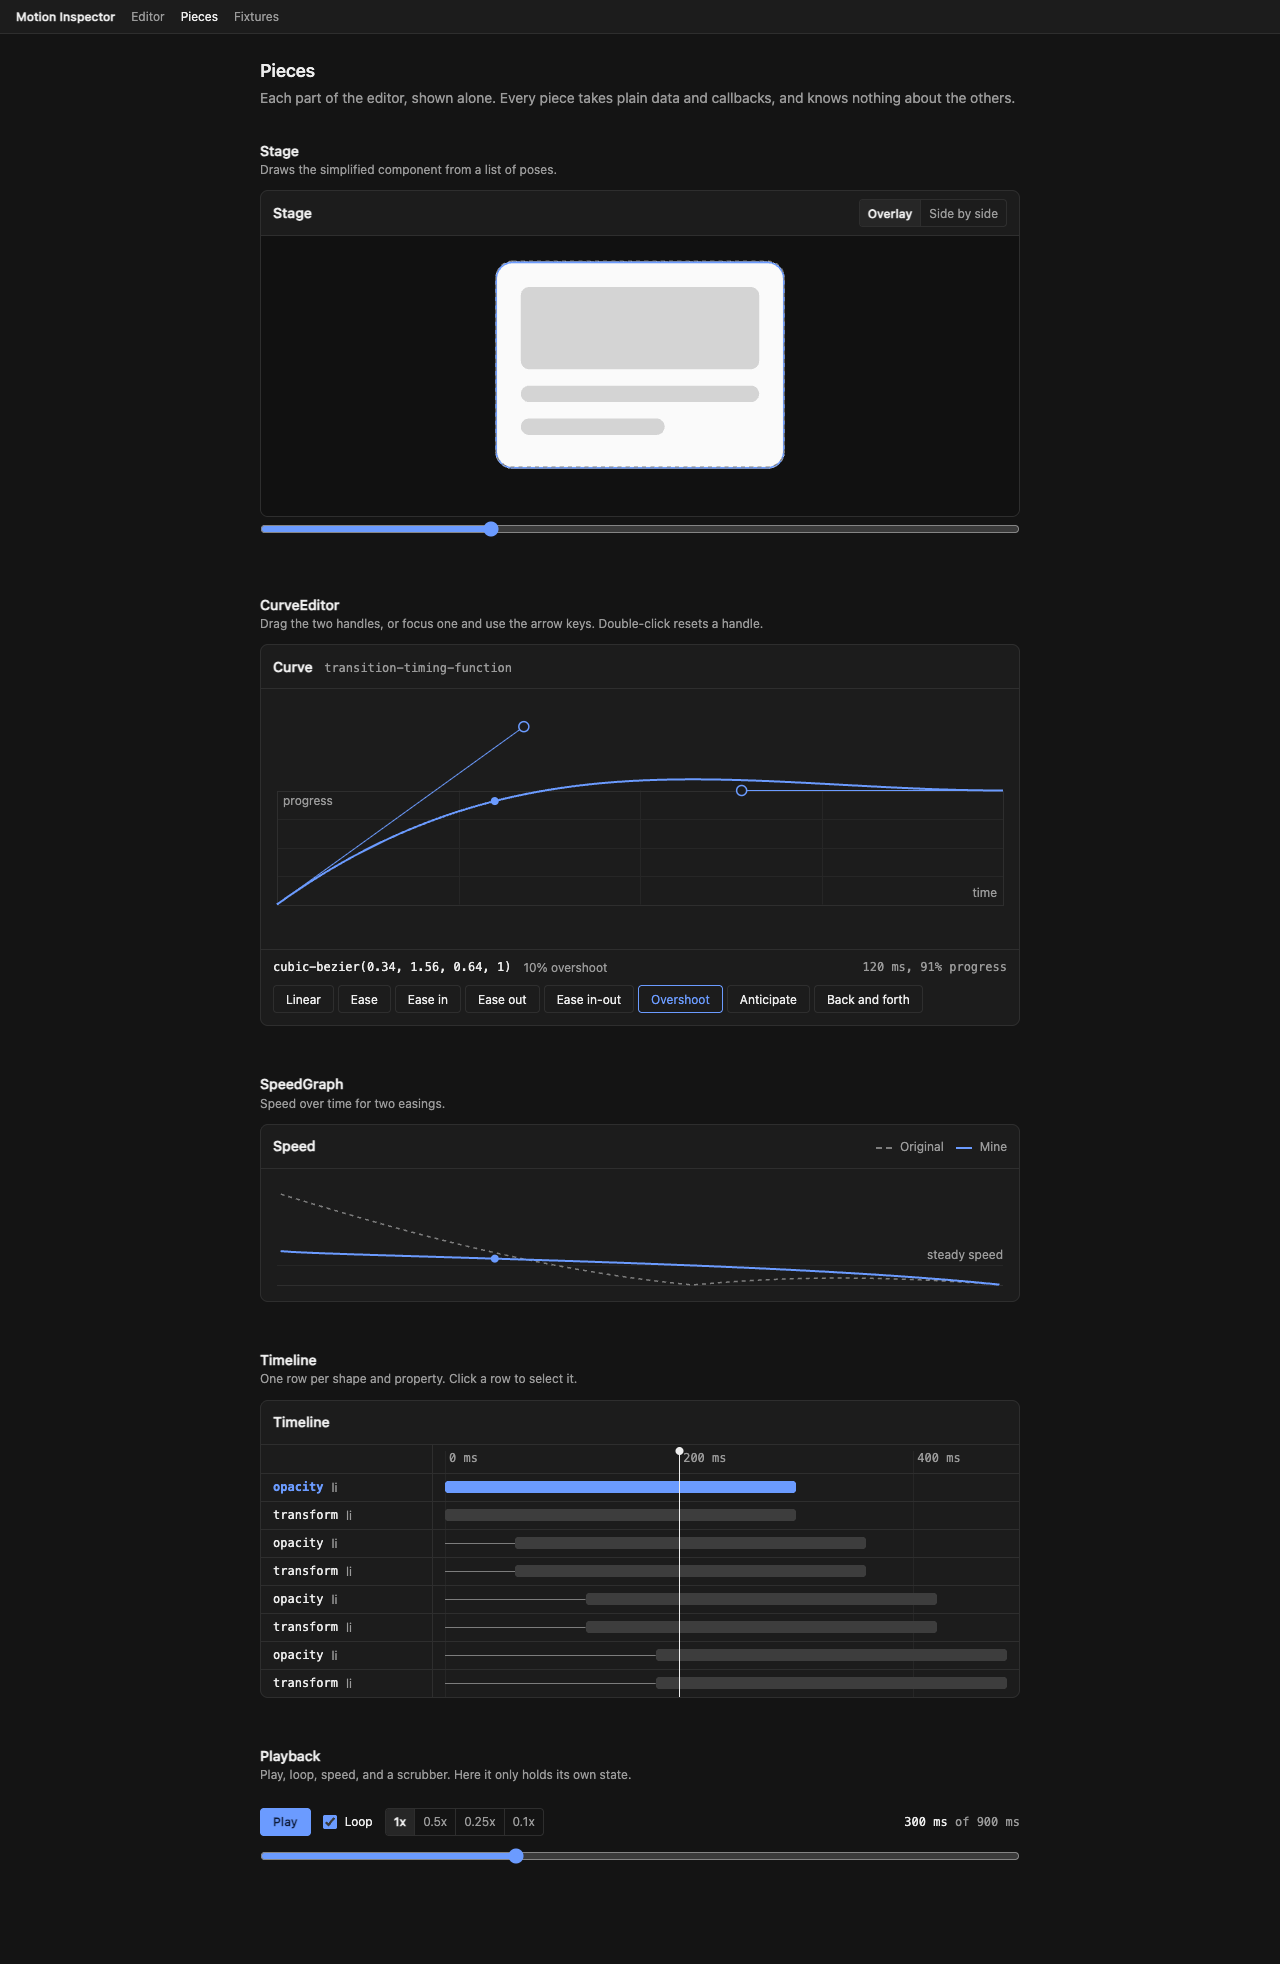 Motion Inspector Editor Pieces Fixtures
Pieces
Each part of the editor, shown alone. Every piece takes plain data and callbacks, and knows nothing about the others.
Stage
Draws the simplified component from a list of poses.
Stage Overlay Side by side
CurveEditor
Drag the two handles, or focus one and use the arrow keys. Double-click resets a handle.
Curve transition-timing-function
progress
time
cubic-bezier(0.34, 1.56, 0.64, 1) 10% overshoot 120 ms, 91% progress
Linear Ease Ease in Ease out Ease in-out Overshoot Anticipate Back and forth
SpeedGraph
Speed over time for two easings.
Speed Original Mine
steady speed
Timeline
One row per shape and property. Click a row to select it.
Timeline
0 ms 200 ms 400 ms
opacity li
transform li
opacity li
transform li
opacity li
transform li
opacity li
transform li
Playback
Play, loop, speed, and a scrubber. Here it only holds its own state.
Play Loop 1x 0.5x 0.25x 0.1x 300 ms of 900 ms